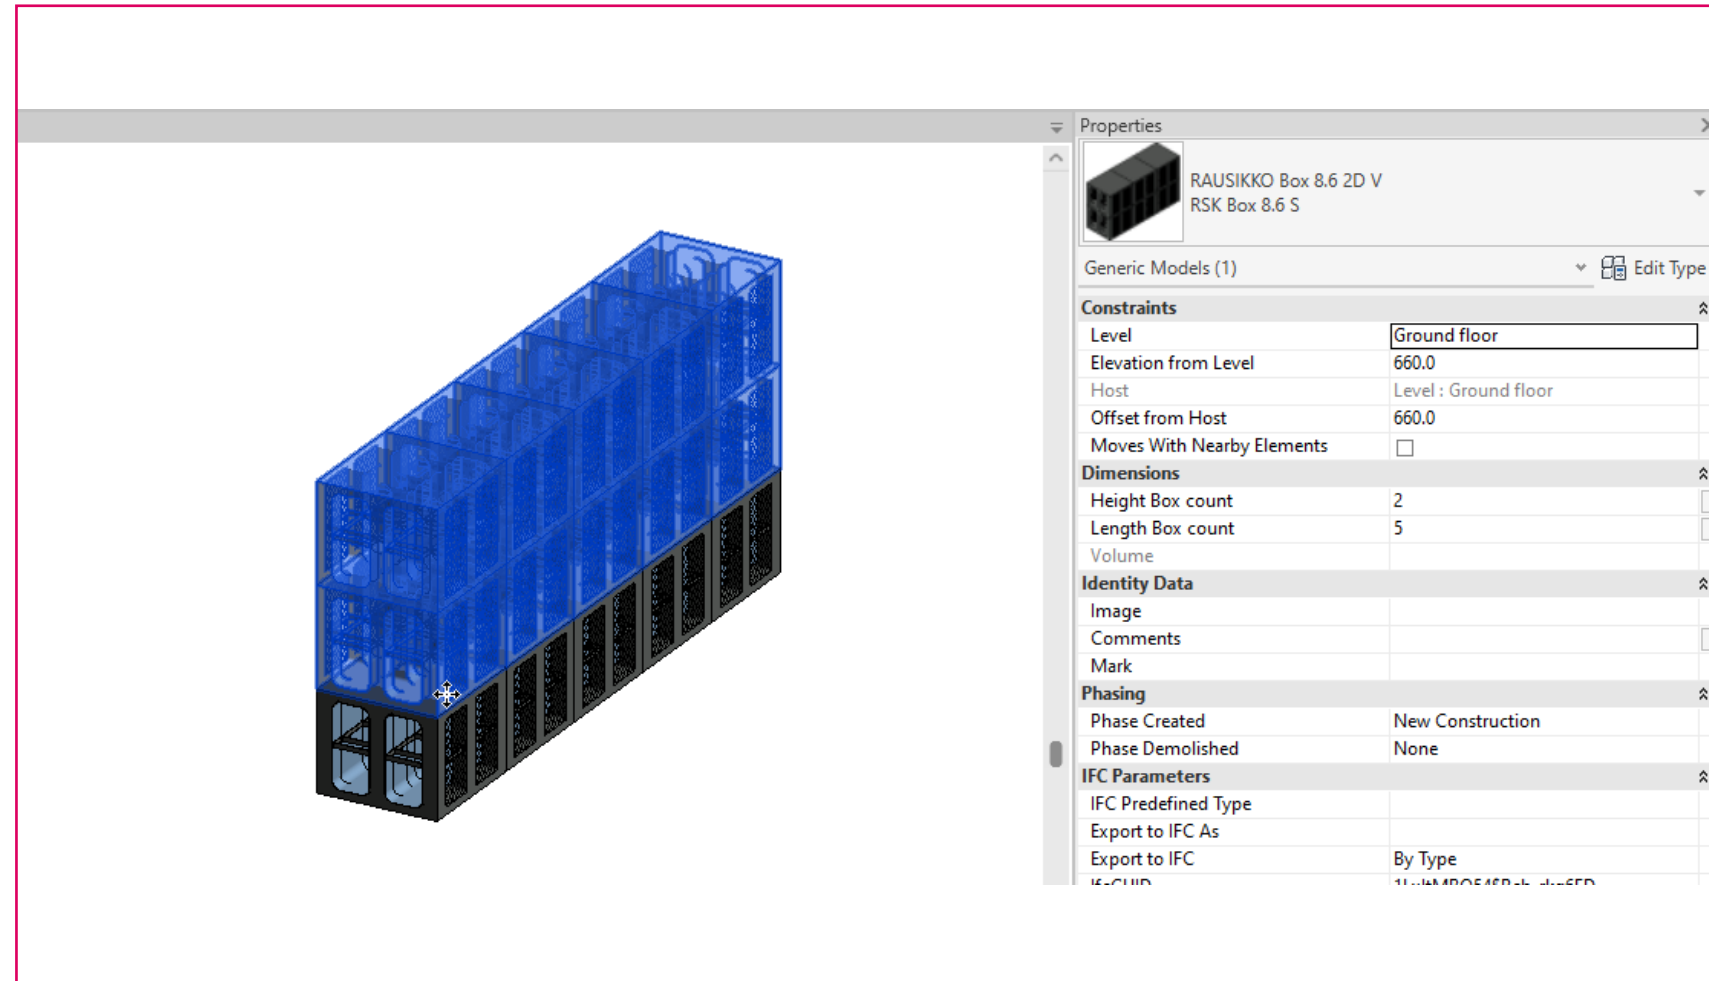 Properties
RAUSIKKO Box 8.6 2D V
RSK Box 8.6 S
Generic Models (1)
Edit Type
Constraints
Level Ground floor
Elevation from Level 660.0
Host Level : Ground floor
Offset from Host 660.0
Moves With Nearby Elements
Dimensions
Height Box count 2
Length Box count 5
Volume
Identity Data
Image
Comments
Mark
Phasing
Phase Created New Construction
Phase Demolished None
IFC Parameters
IFC Predefined Type
Export to IFC As
Export to IFC By Type